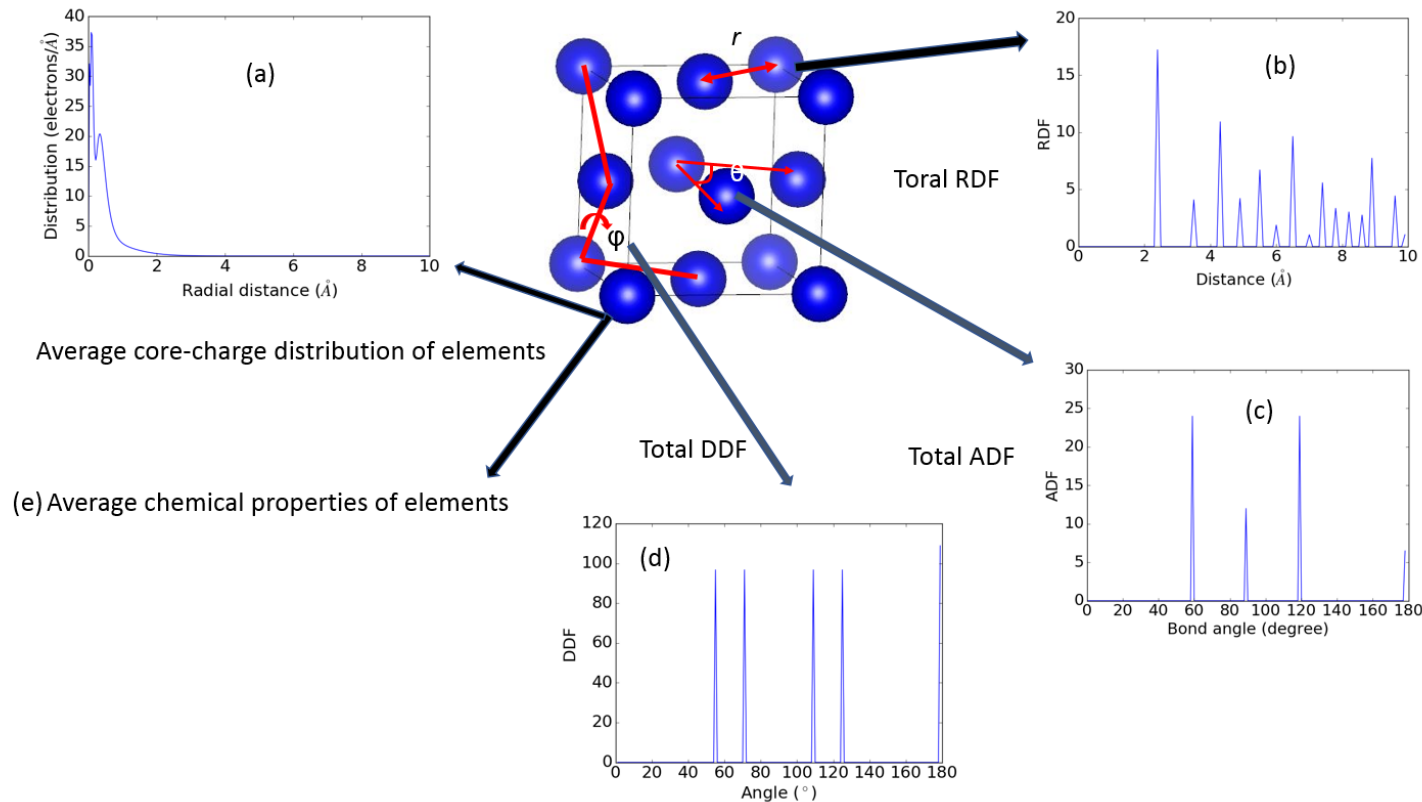 40
35
30
25
20
15
10
5
0
Distribution (electrons/Å)
(a)
0 2 4 6 8 10
Radial distance (Å)
r
θ
φ
20
15
10
5
0
RDF
(b)
0 2 4 6 8 10
Distance (Å)
Toral RDF
Average core-charge distribution of elements
30
25
20
15
10
5
0
ADF
(c)
0 20 40 60 80 100 120 140 160 180
Bond angle (degree)
Total DDF
Total ADF
(e) Average chemical properties of elements
120
100
80
60
40
20
0
DDF
(d)
0 20 40 60 80 100 120 140 160 180
Angle (°)